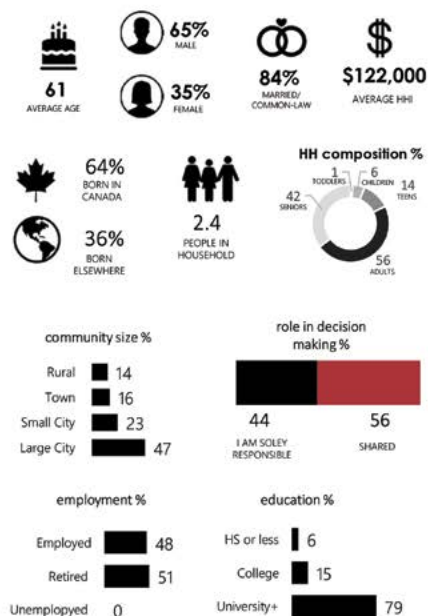 61
AVERAGE AGE
65%
MALE
35%
FEMALE
84%
MARRIED/
COMMON-LAW
$
$122,000
AVERAGE HHI
64%
BORN IN
CANADA
36%
BORN
ELSEWHERE
2.4
PEOPLE IN
HOUSEHOLD
HH composition %
1
TODDLERS
6
CHILDREN
14
TEENS
42
SENIORS
56
ADULTS
community size %
Rural 14
Town 16
Small City 23
Large City 47
role in decision
making %
44
I AM SOLEY
RESPONSIBLE
56
SHARED
employment %
Employed 48
Retired 51
Unemplopyed 0
education %
HS or less 6
College 15
University+ 79